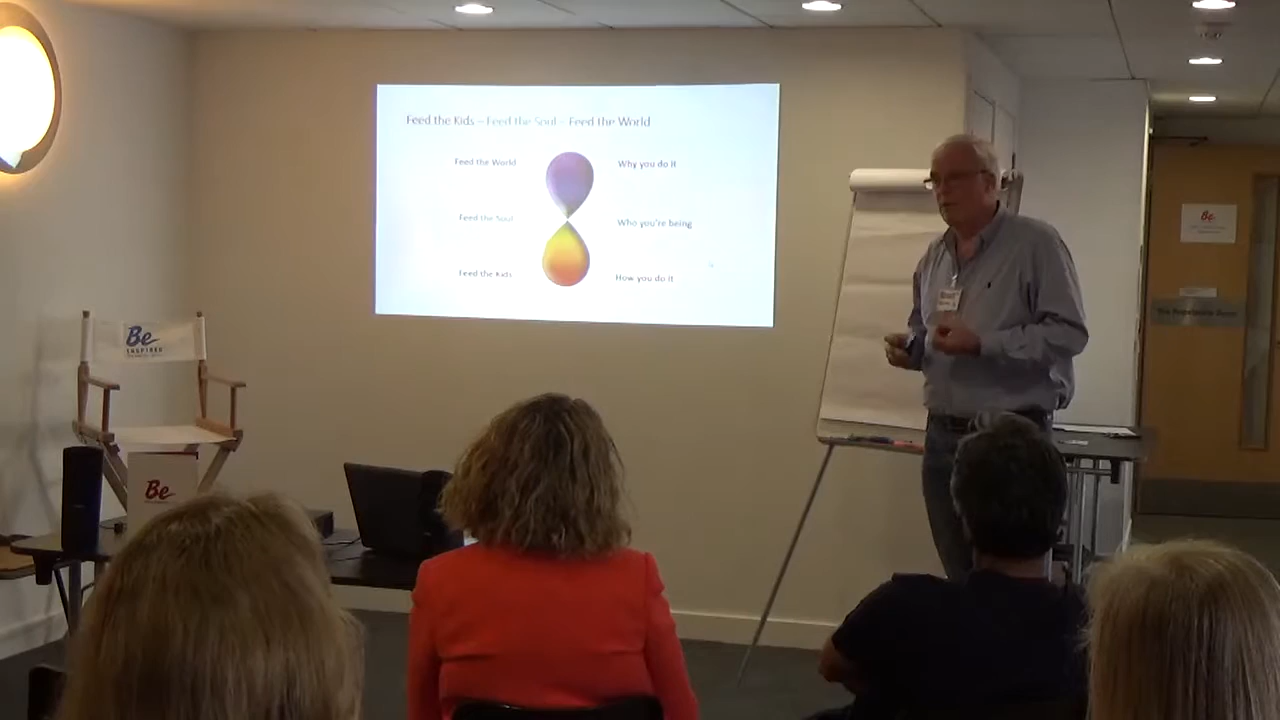 Feed the Kids – Feed the Soul – Feed the World
Feed the World
Why you do it
Feed the Soul
Who you're being
Feed the Kids
How you do it
Be
INSPIRED
Be
Be